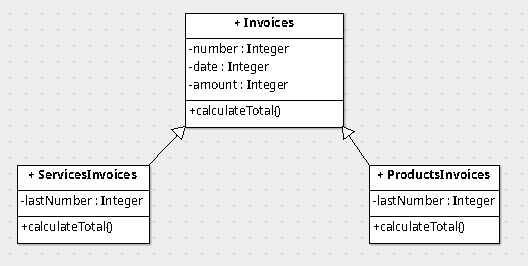 + Invoices
-number : Integer
-date : Integer
-amount : Integer
+calculateTotal()
+ ServicesInvoices
-lastNumber : Integer
+calculateTotal()
+ ProductsInvoices
-lastNumber : Integer
+calculateTotal()